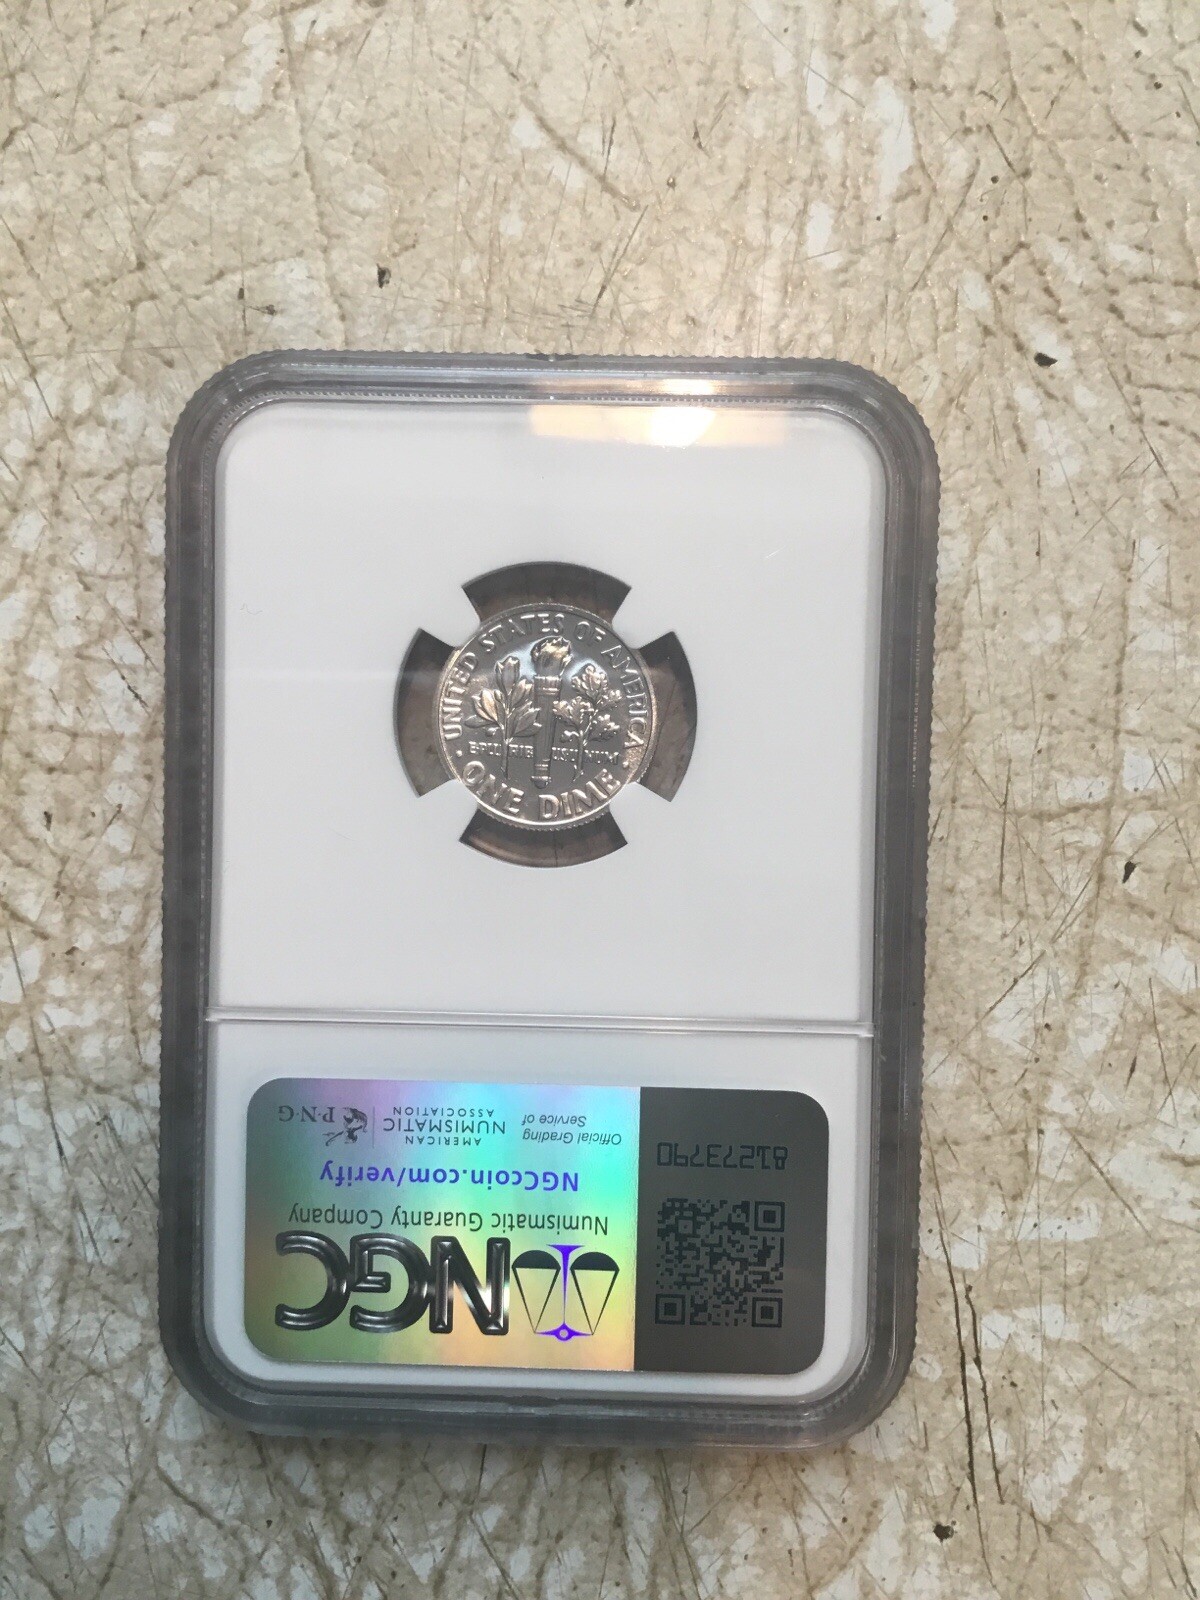 UNITED STATES OF AMERICA
E PLURIBUS UNUM
ONE DIME
NGC
Numismatic Guaranty Company
NGCcoin.com/verify
Official Grading
Service of
AMERICAN
NUMISMATIC
ASSOCIATION
P·N·G
81273790